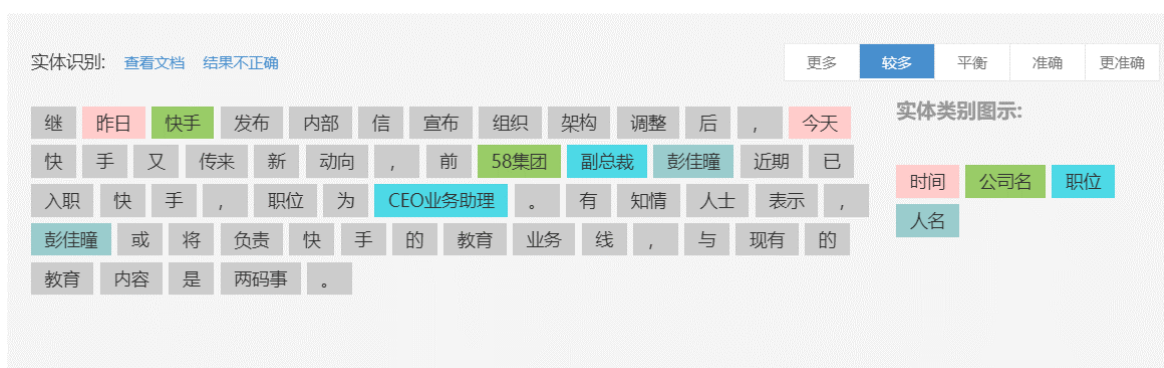 实体识别: 查看文档 结果不正确
更多 较多 平衡 准确 更准确
继 昨日 快手 发布 内部 信 宣布 组织 架构 调整 后 , 今天
快 手 又 传来 新 动向 , 前 58集团 副总裁 彭佳曈 近期 已
入职 快 手 , 职位 为 CEO业务助理 。 有 知情 人士 表示 ,
彭佳曈 或 将 负责 快 手 的 教育 业务 线 , 与 现有 的
教育 内容 是 两码事 。
实体类别图示:
时间 公司名 职位
人名